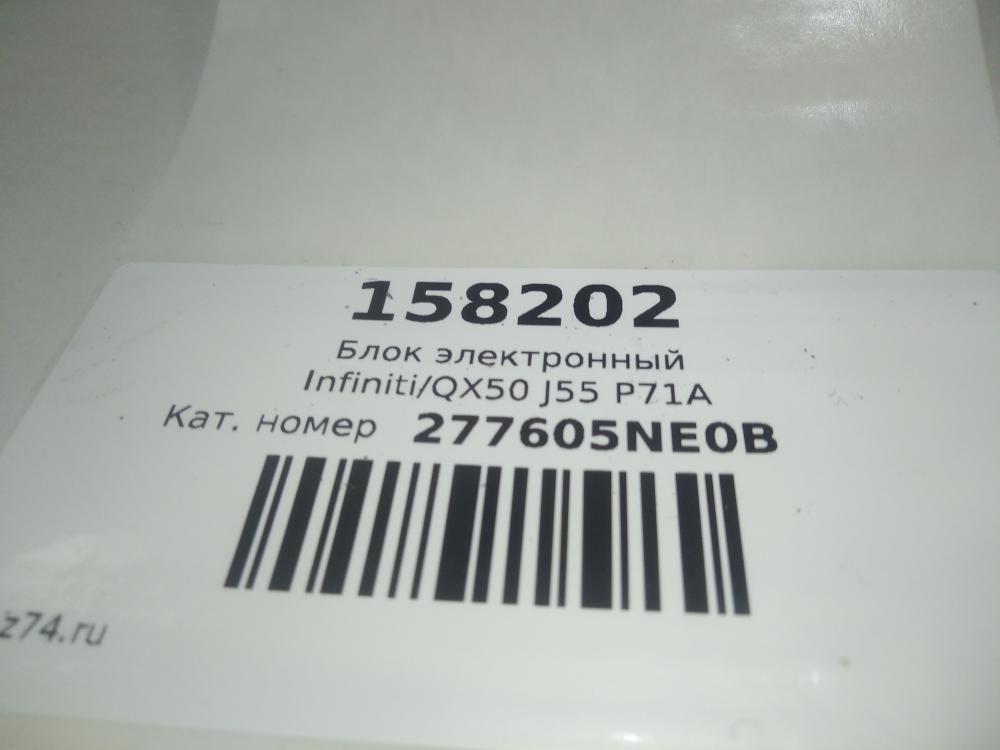 158202
Блок электронный
Infiniti/QX50 J55 P71A
Кат. номер 277605NE0B
z74.ru